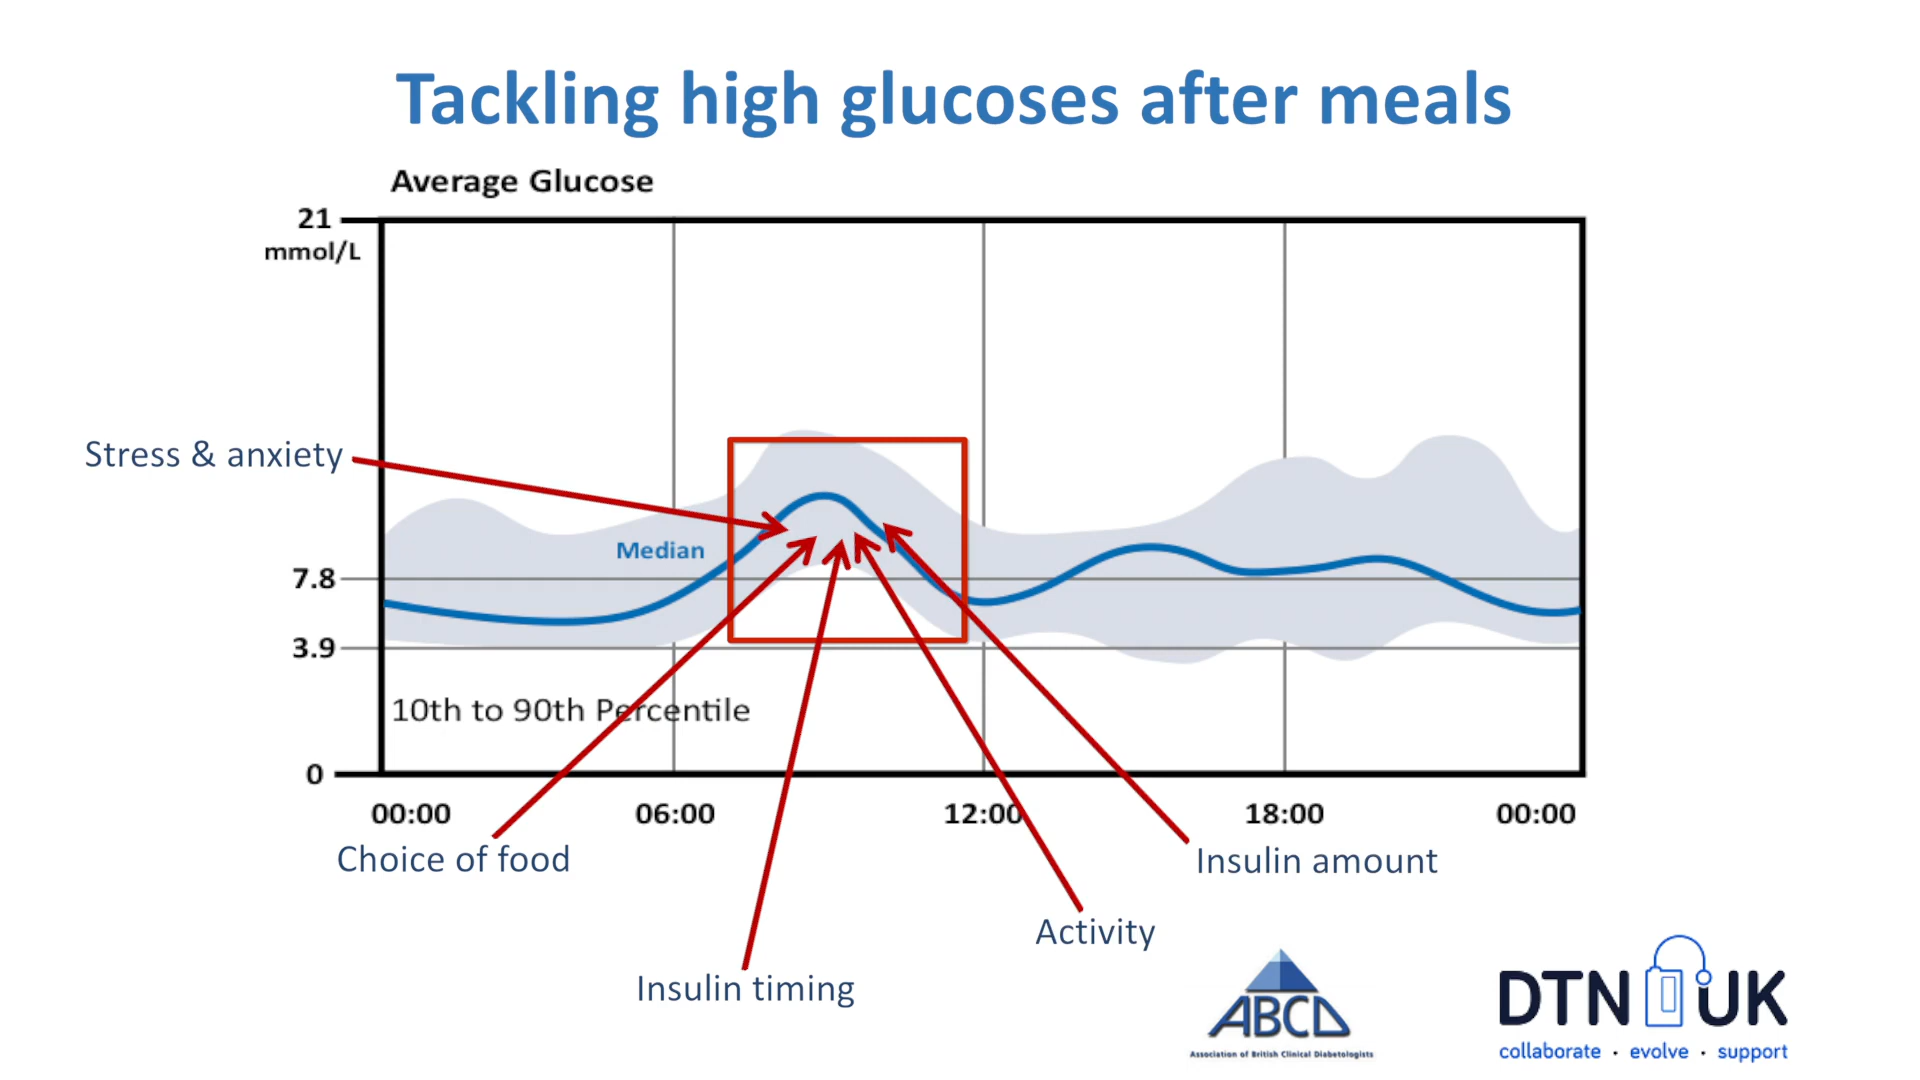 Tackling high glucoses after meals
Average Glucose
21
mmol/L
Stress & anxiety
Median
7.8
3.9
10th to 90th Percentile
0
00:00 06:00 12:00 18:00 00:00
Choice of food
Insulin amount
Activity
Insulin timing
ABCD
Association of British Clinical Diabetologists
DTN UK
collaborate · evolve · support